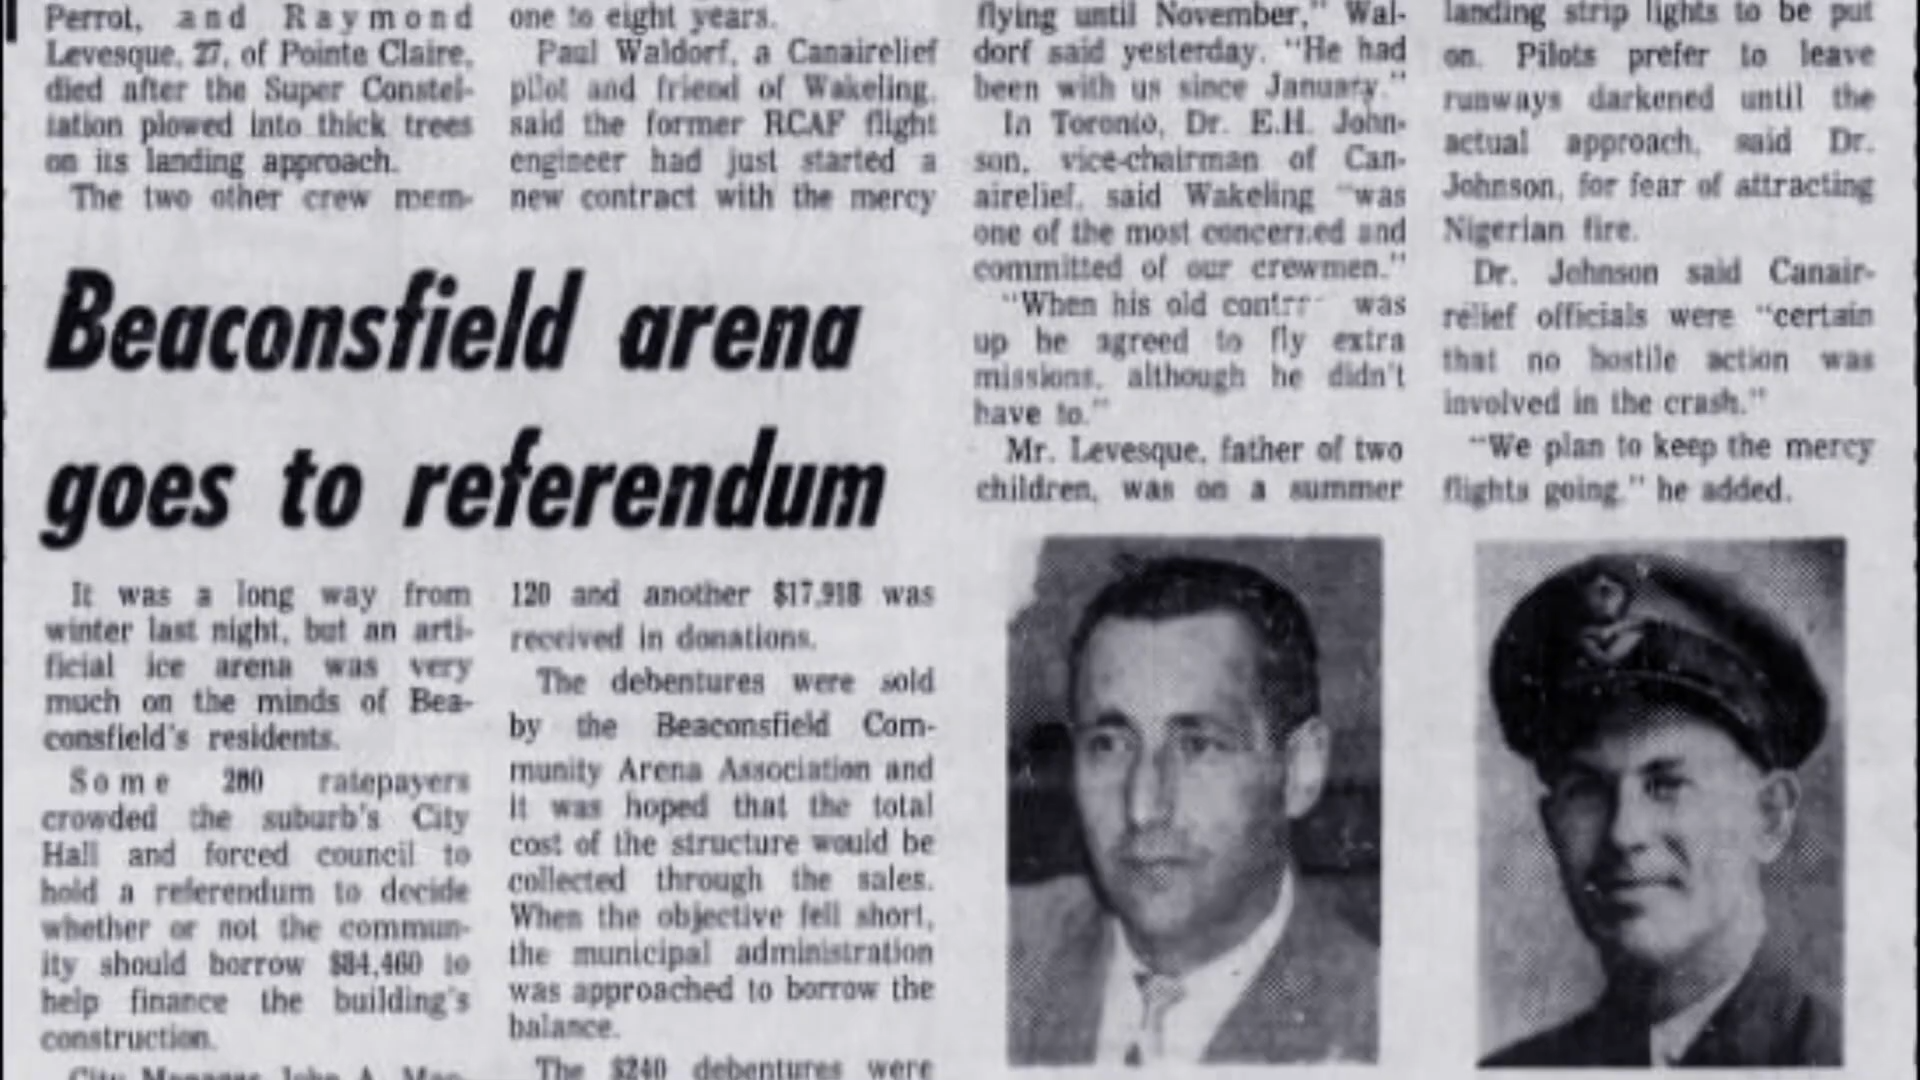 Perrot, and Raymond
Levesque, 27, of Pointe Claire,
died after the Super Constel-
lation plowed into thick trees
on its landing approach.
The two other crew mem-
one to eight years.
Paul Waldorf, a Canairelief
pilot and friend of Wakeling,
said the former RCAF flight
engineer had just started a
new contract with the mercy
flying until November," Wal-
dorf said yesterday. "He had
been with us since January."
In Toronto, Dr. E.H. John-
son, vice-chairman of Can-
airelief, said Wakeling "was
one of the most concerned and
committed of our crewmen."
"When his old was
up he agreed to fly extra
missions, although he didn't
have to."
Mr. Levesque, father of two
children, was on a summer
landing strip lights to be put
on. Pilots prefer to leave
runways darkened until the
actual approach, said Dr.
Johnson, for fear of attracting
Nigerian fire.
Dr. Johnson said Canair-
relief officials were "certain
that no hostile action was
involved in the crash."
"We plan to keep the mercy
flights going," he added.
Beaconsfield arena
goes to referendum
It was a long way from
winter last night, but an arti-
ficial ice arena was very
much on the minds of Bea-
consfield's residents.
Some 280 ratepayers
crowded the suburb's City
Hall and forced council to
hold a referendum to decide
whether or not the commun-
ity should borrow $84,460 to
help finance the building's
construction.
City Manager John A. Mac-
120 and another $17,918 was
received in donations.
The debentures were sold
by the Beaconsfield Com-
munity Arena Association and
it was hoped that the total
cost of the structure would be
collected through the sales.
When the objective fell short,
the municipal administration
was approached to borrow the
balance.
The $240 debentures were